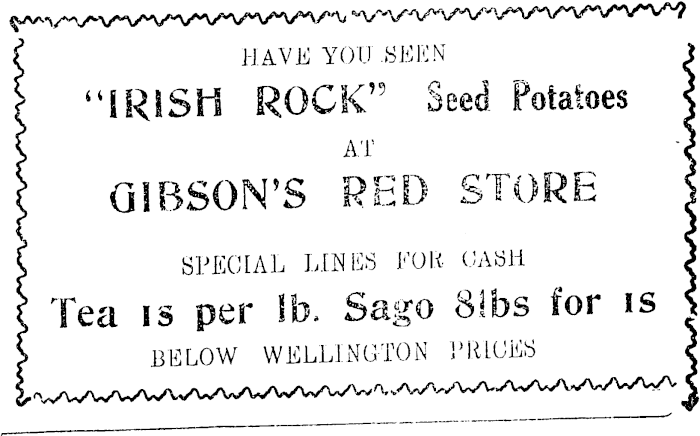 HAVE YOU SEEN
"IRISH ROCK" Seed Potatoes
AT
GIBSON'S RED STORE
SPECIAL LINES FOR CASH
Tea 1s per lb. Sago 8lbs for 1s
BELOW WELLINGTON PRICES